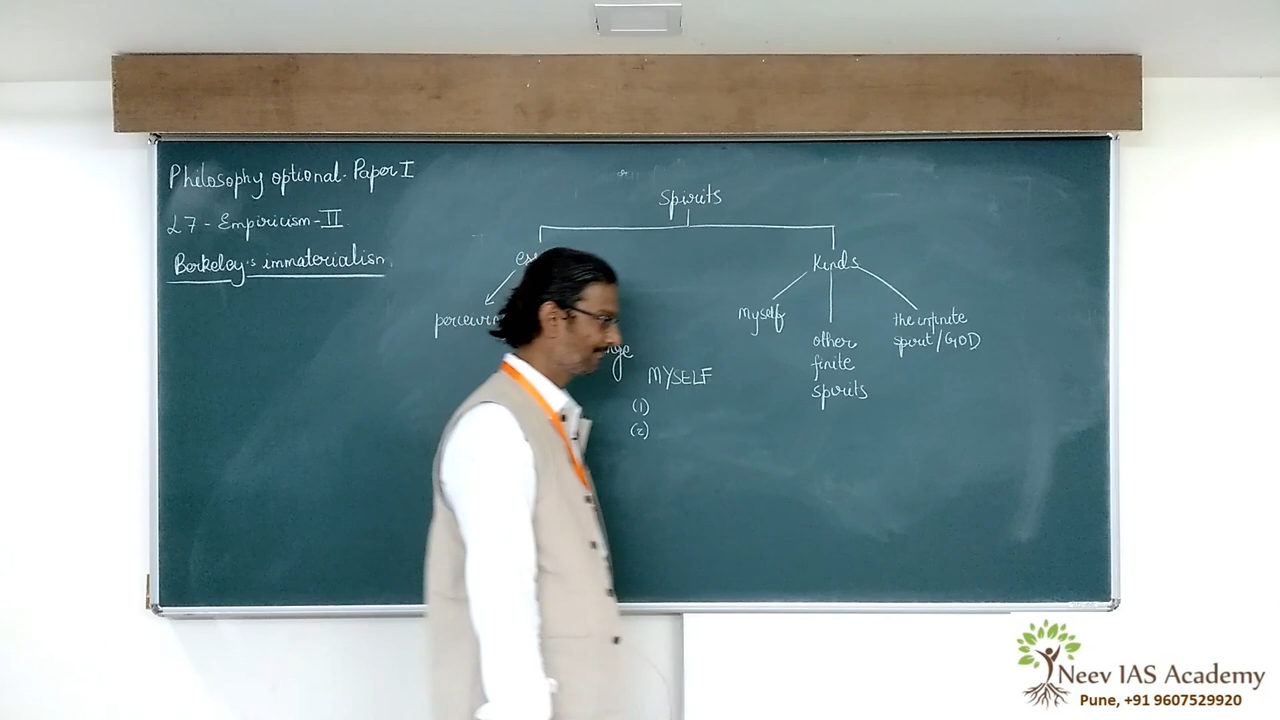 Philosophy optional. Paper I
L7 - Empiricism - II
Berkeley's immaterialism
Spirits
Kinds
myself
other
finite
spirits
the infinite
spirit/GOD
MYSELF
(1)
(2)
Neev IAS Academy
Pune, +91 9607529920